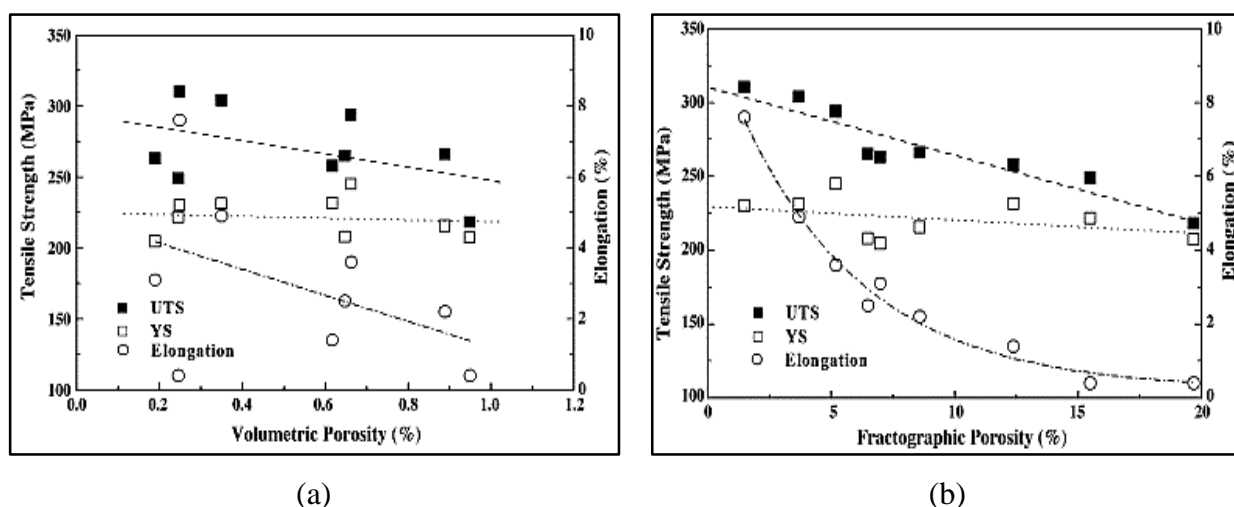 350
300
250
200
150
100
Tensile Strength (MPa)
10
8
6
4
2
0
Elongation (%)
UTS
YS
Elongation
0.0 0.2 0.4 0.6 0.8 1.0 1.2
Volumetric Porosity (%)
(a)
350
300
250
200
150
100
Tensile Strength (MPa)
10
8
6
4
2
0
Elongation (%)
UTS
YS
Elongation
0 5 10 15 20
Fractographic Porosity (%)
(b)